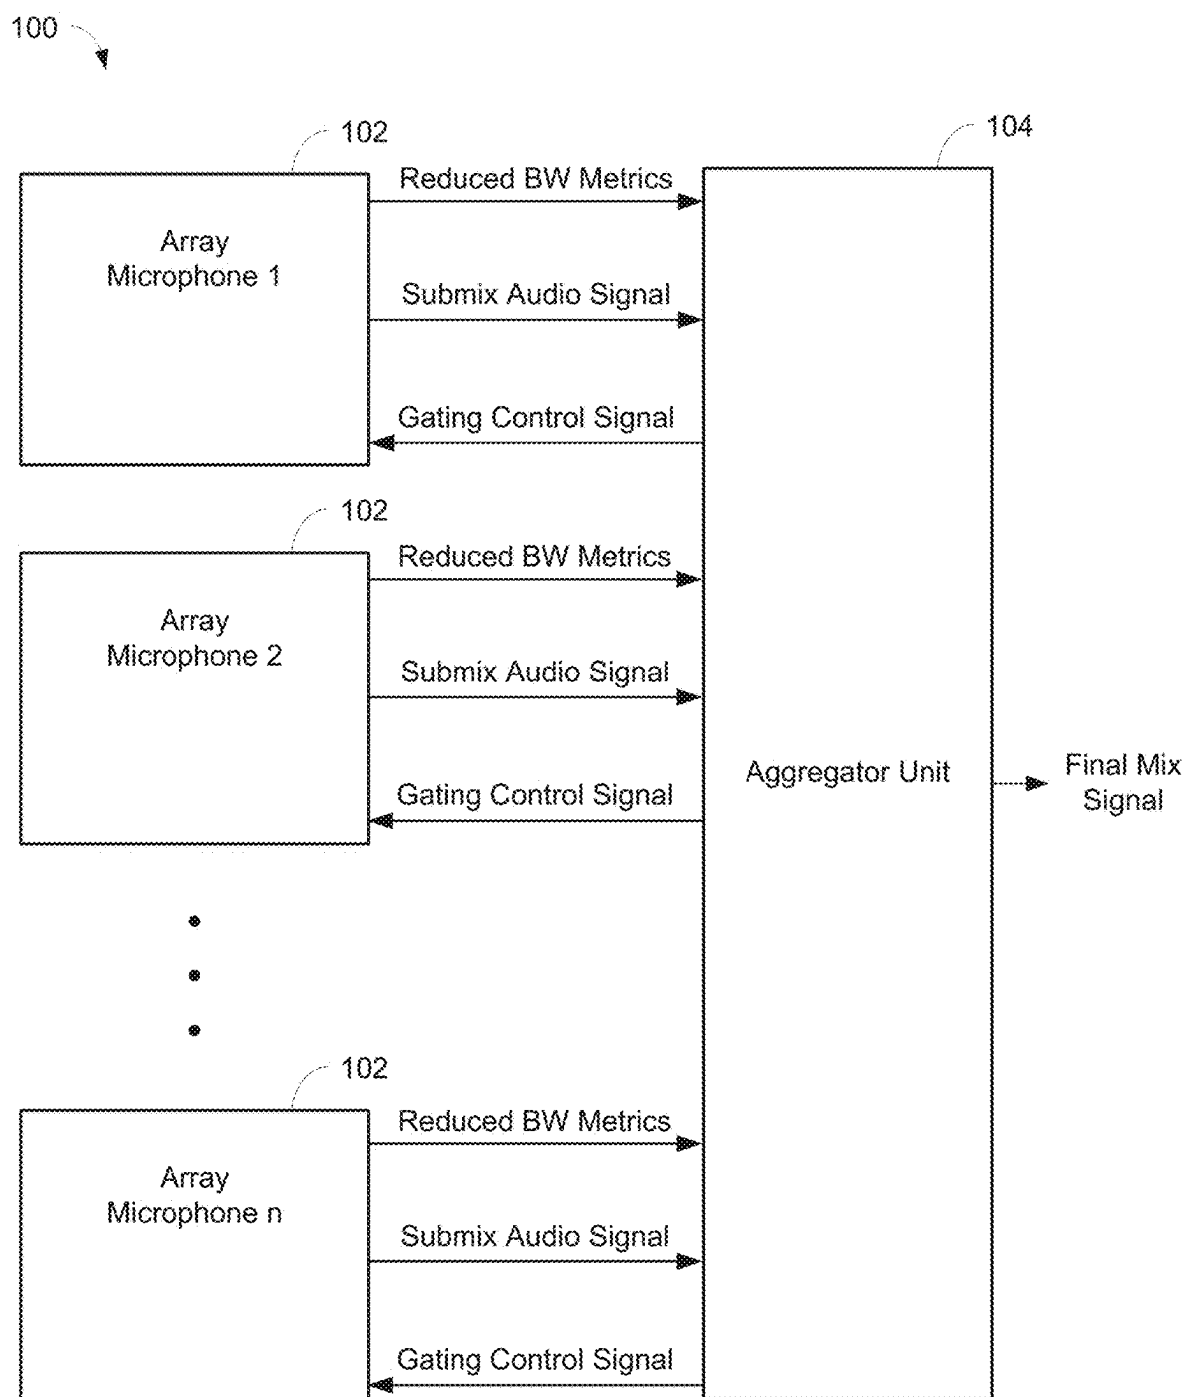 100
102
104
Reduced BW Metrics
Array
Microphone 1
Submix Audio Signal
Gating Control Signal
102
Reduced BW Metrics
Array
Microphone 2
Submix Audio Signal
Aggregator Unit
Final Mix
Signal
Gating Control Signal
102
Reduced BW Metrics
Array
Microphone n
Submix Audio Signal
Gating Control Signal